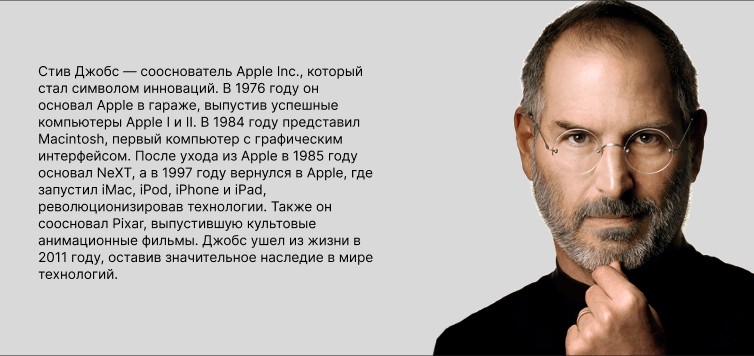 Стив Джобс — сооснователь Apple Inc., который
стал символом инноваций. В 1976 году он
основал Apple в гараже, выпустив успешные
компьютеры Apple I и II. В 1984 году представил
Macintosh, первый компьютер с графическим
интерфейсом. После ухода из Apple в 1985 году
основал NeXT, а в 1997 году вернулся в Apple, где
запустил iMac, iPod, iPhone и iPad,
революционизировав технологии. Также он
соосновал Pixar, выпустившую культовые
анимационные фильмы. Джобс ушел из жизни в
2011 году, оставив значительное наследие в мире
технологий.